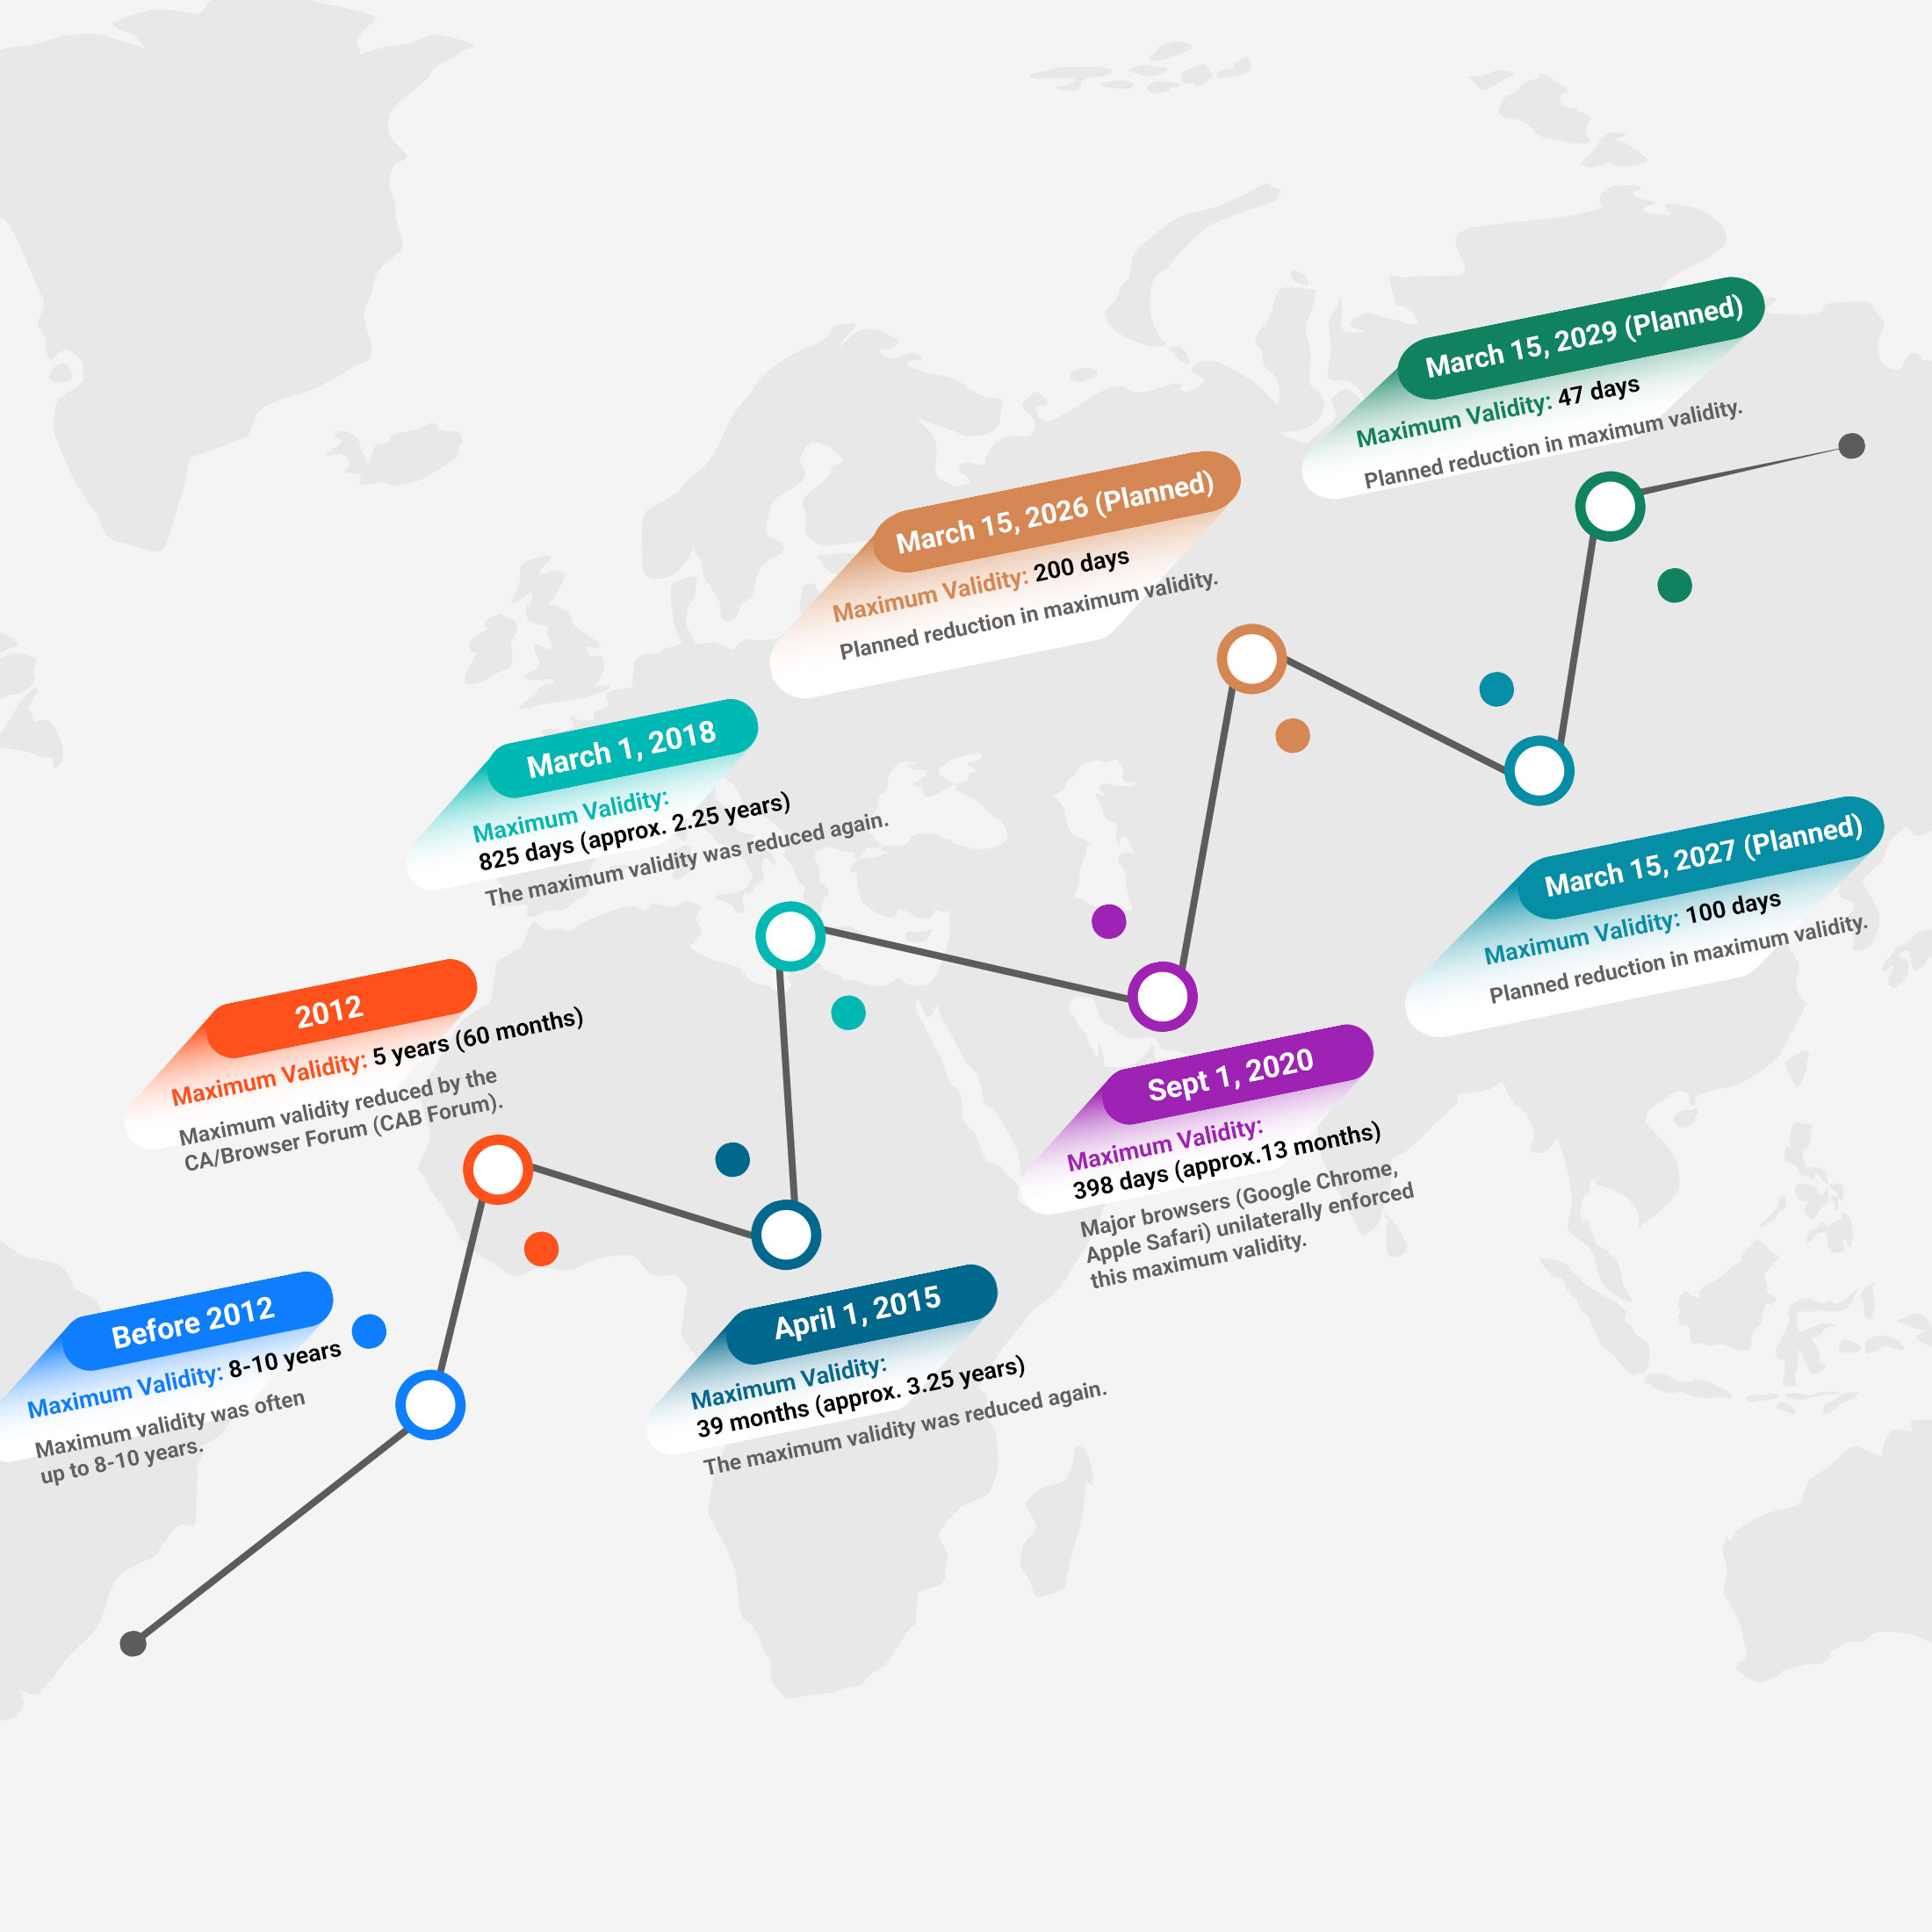 Before 2012
Maximum Validity: 8-10 years
Maximum validity was often
up to 8-10 years.
2012
Maximum Validity: 5 years (60 months)
Maximum validity reduced by the
CA/Browser Forum (CAB Forum).
April 1, 2015
Maximum Validity:
39 months (approx. 3.25 years)
The maximum validity was reduced again.
March 1, 2018
Maximum Validity:
825 days (approx. 2.25 years)
The maximum validity was reduced again.
Sept 1, 2020
Maximum Validity:
398 days (approx.13 months)
Major browsers (Google Chrome,
Apple Safari) unilaterally enforced
this maximum validity.
March 15, 2026 (Planned)
Maximum Validity: 200 days
Planned reduction in maximum validity.
March 15, 2027 (Planned)
Maximum Validity: 100 days
Planned reduction in maximum validity.
March 15, 2029 (Planned)
Maximum Validity: 47 days
Planned reduction in maximum validity.